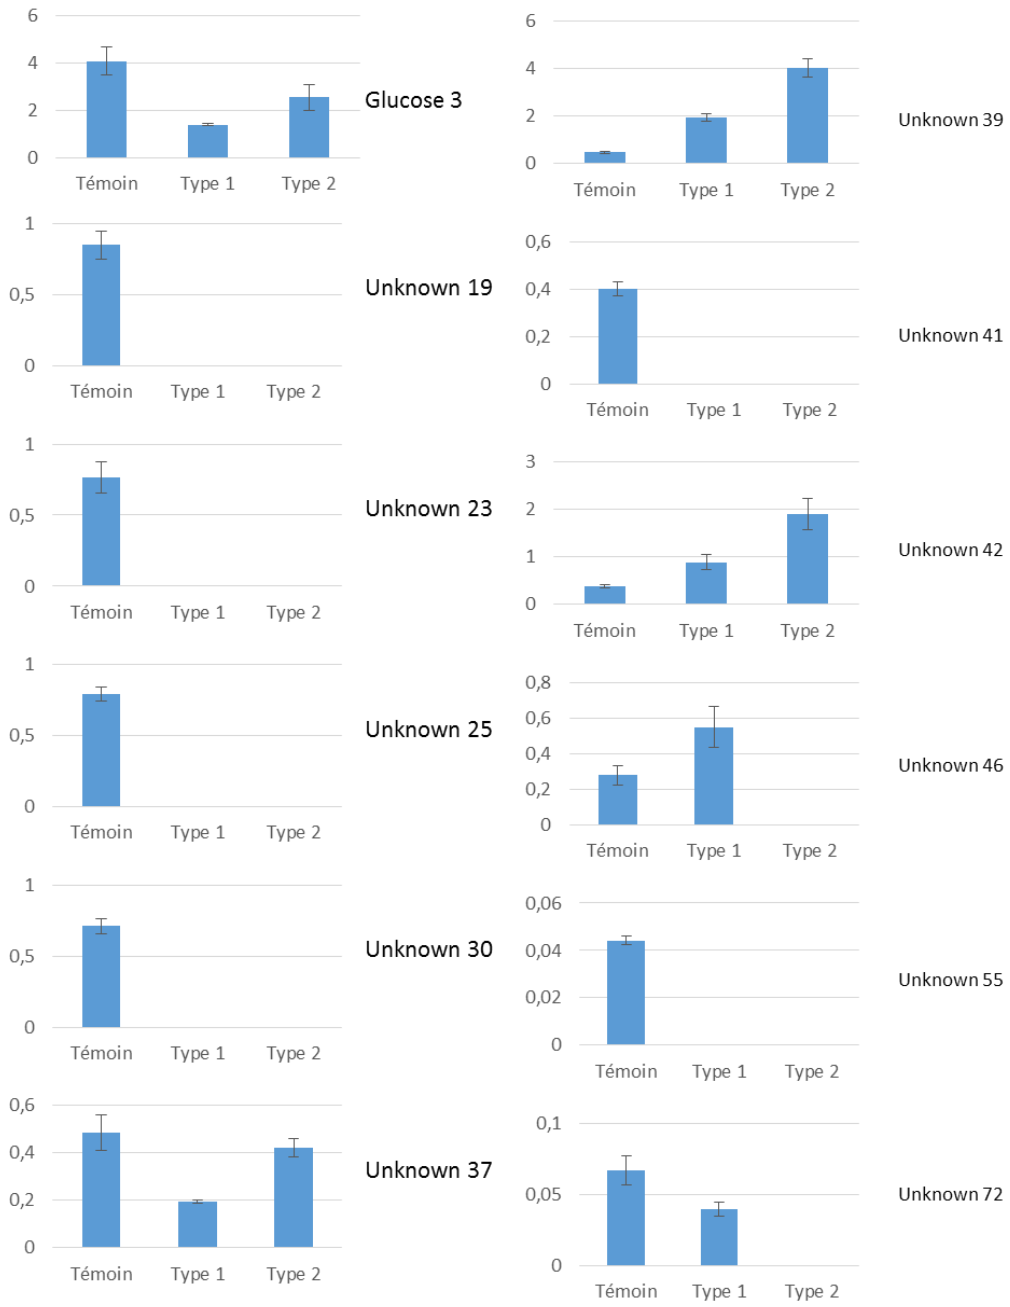 6
4
2
0
Témoin Type 1 Type 2
Glucose 3
1
0,5
0
Témoin Type 1 Type 2
Unknown 19
1
0,5
0
Témoin Type 1 Type 2
Unknown 23
1
0,5
0
Témoin Type 1 Type 2
Unknown 25
1
0,5
0
Témoin Type 1 Type 2
Unknown 30
0,6
0,4
0,2
0
Témoin Type 1 Type 2
Unknown 37
6
4
2
0
Témoin Type 1 Type 2
Unknown 39
0,6
0,4
0,2
0
Témoin Type 1 Type 2
Unknown 41
3
2
1
0
Témoin Type 1 Type 2
Unknown 42
0,8
0,6
0,4
0,2
0
Témoin Type 1 Type 2
Unknown 46
0,06
0,04
0,02
0
Témoin Type 1 Type 2
Unknown 55
0,1
0,05
0
Témoin Type 1 Type 2
Unknown 72